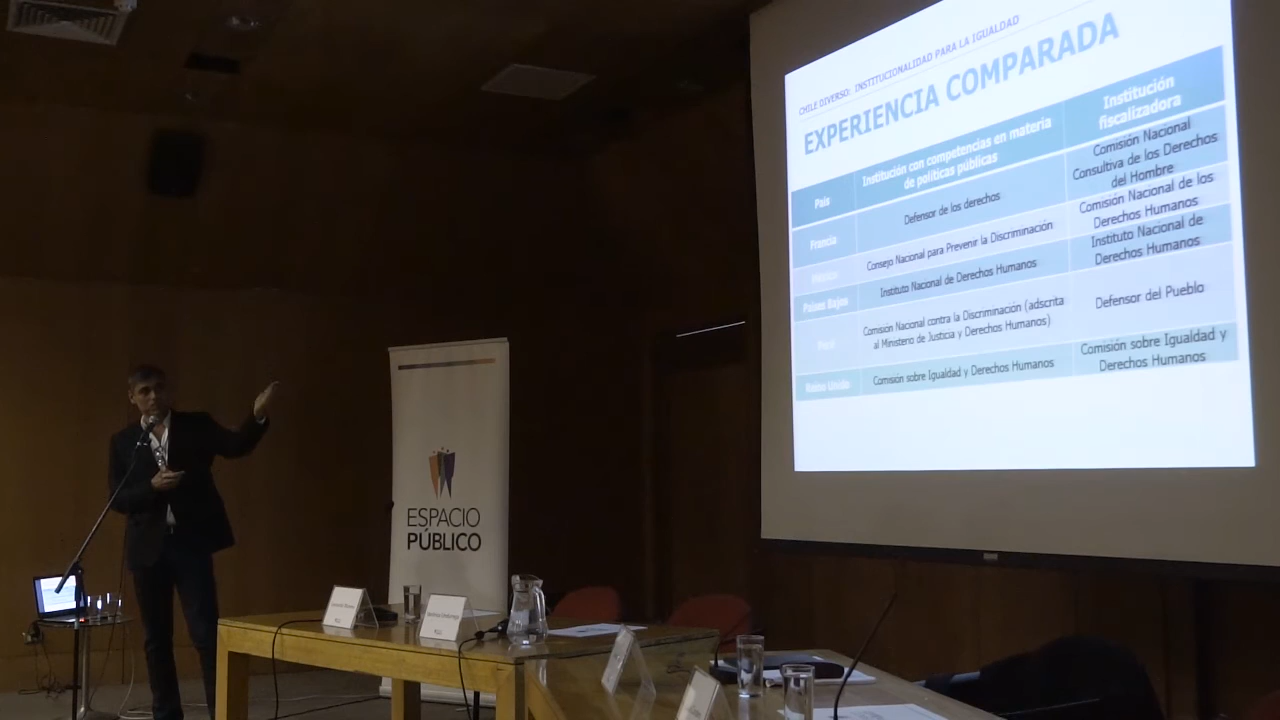 CHILE DIVERSO: INSTITUCIONALIDAD PARA LA IGUALDAD
EXPERIENCIA COMPARADA
País
Institución con competencias en materia
de políticas públicas
Institución
fiscalizadora
Francia
Defensor de los derechos
Comisión Nacional
Consultiva de los Derechos
del Hombre
México
Consejo Nacional para Prevenir la Discriminación
Comisión Nacional de los
Derechos Humanos
Países Bajos
Instituto Nacional de Derechos Humanos
Instituto Nacional de
Derechos Humanos
Perú
Comisión Nacional contra la Discriminación (adscrita
al Ministerio de Justicia y Derechos Humanos)
Defensor del Pueblo
Reino Unido
Comisión sobre Igualdad y Derechos Humanos
Comisión sobre Igualdad y
Derechos Humanos
ESPACIO
PÚBLICO